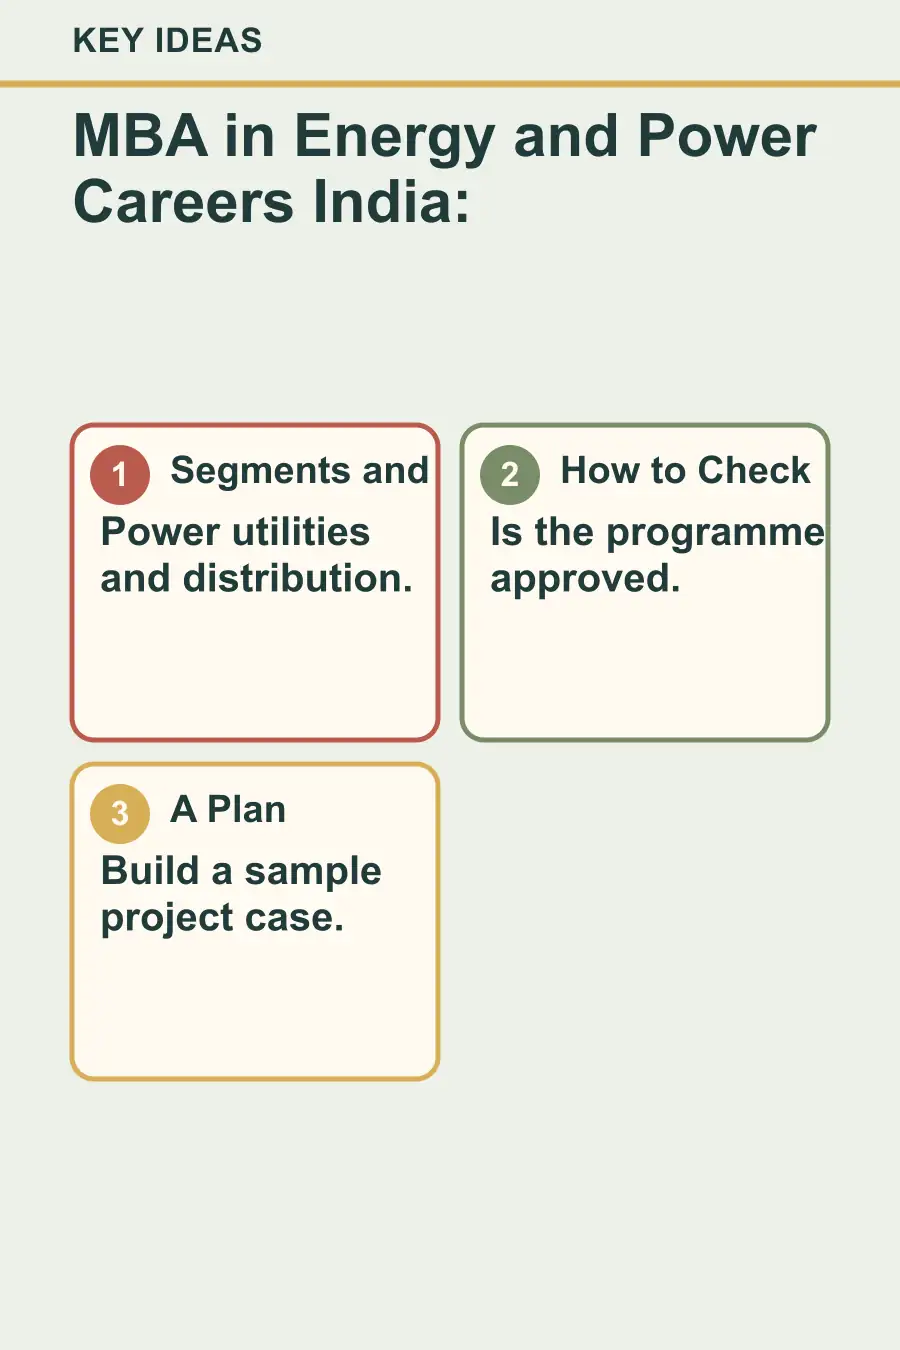 KEY IDEAS
MBA in Energy and Power
Careers India:
1 Segments and
Power utilities
and distribution.
2 How to Check
Is the programme
approved.
3 A Plan
Build a sample
project case.